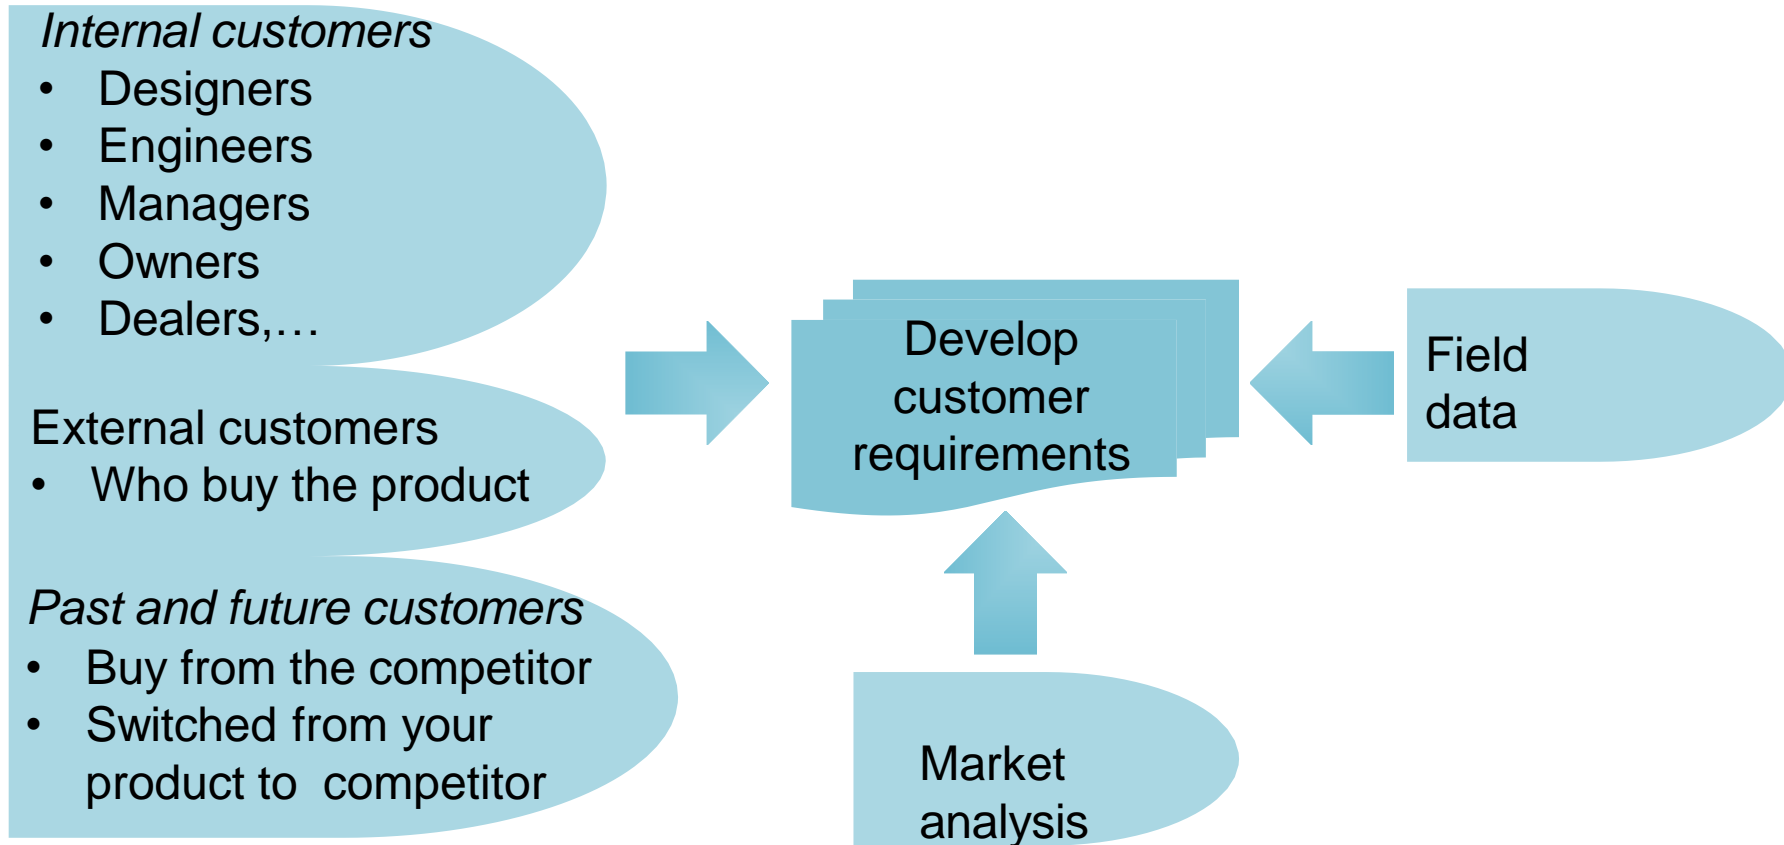 Internal customers
• Designers
• Engineers
• Managers
• Owners
• Dealers,…
External customers
• Who buy the product
Past and future customers
• Buy from the competitor
• Switched from your
product to competitor
Develop
customer
requirements
Field
data
Market
analysis